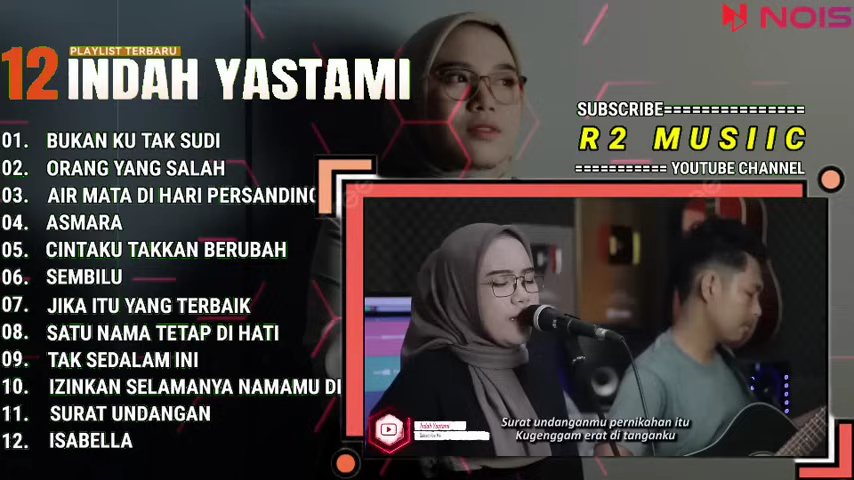 NOIS
PLAYLIST TERBARU
12 INDAH YASTAMI
SUBSCRIBE===============
R2 MUSIIC
=========== YOUTUBE CHANNEL
01. BUKAN KU TAK SUDI
02. ORANG YANG SALAH
03. AIR MATA DI HARI PERSANDING
04. ASMARA
05. CINTAKU TAKKAN BERUBAH
06. SEMBILU
07. JIKA ITU YANG TERBAIK
08. SATU NAMA TETAP DI HATI
09. TAK SEDALAM INI
10. IZINKAN SELAMANYA NAMAMU DI
11. SURAT UNDANGAN
12. ISABELLA
Indah Yastami
Surat undanganmu pernikahan itu
Kugenggam erat di tanganku